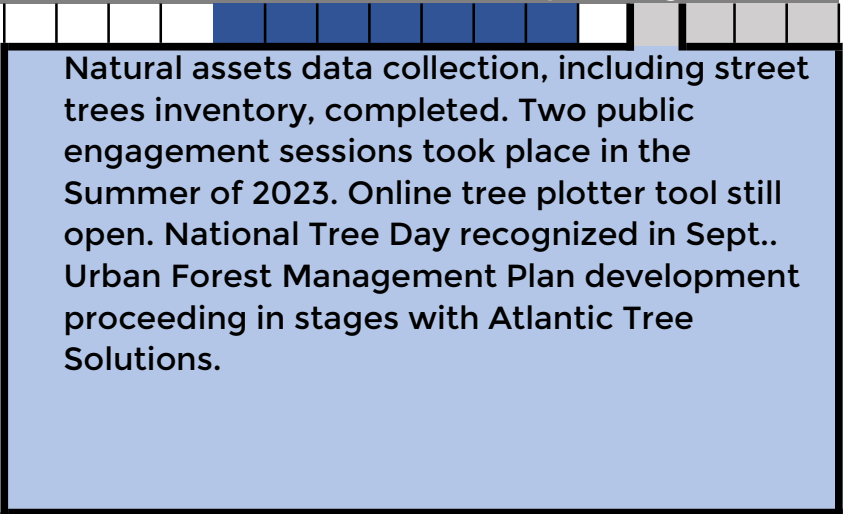 Natural assets data collection, including street
trees inventory, completed. Two public
engagement sessions took place in the
Summer of 2023. Online tree plotter tool still
open. National Tree Day recognized in Sept..
Urban Forest Management Plan development
proceeding in stages with Atlantic Tree
Solutions.